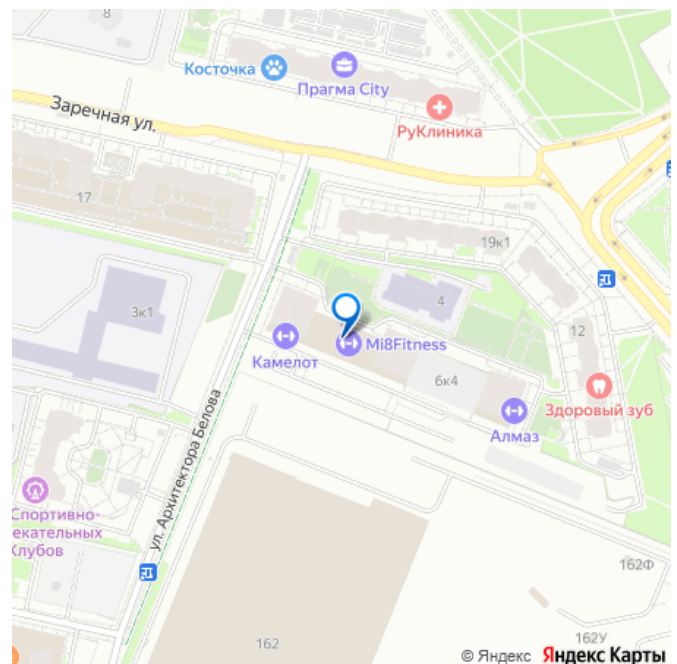 8
Косточка
Прагма City
РуКлиника
Заречная ул.
17
19к1
4
3к1
12
Камелот
Mi8Fitness
6к4
Здоровый зуб
Алмаз
ул. Архитектора Белова
Спортивно-
екательных
Клубов
162Ф
162
162У
© Яндекс Яндекс Карты